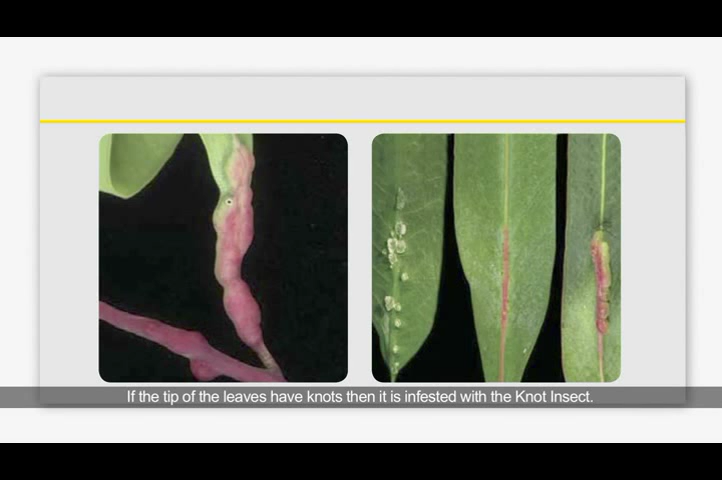 If the tip of the leaves have knots then it is infested with the Knot Insect.